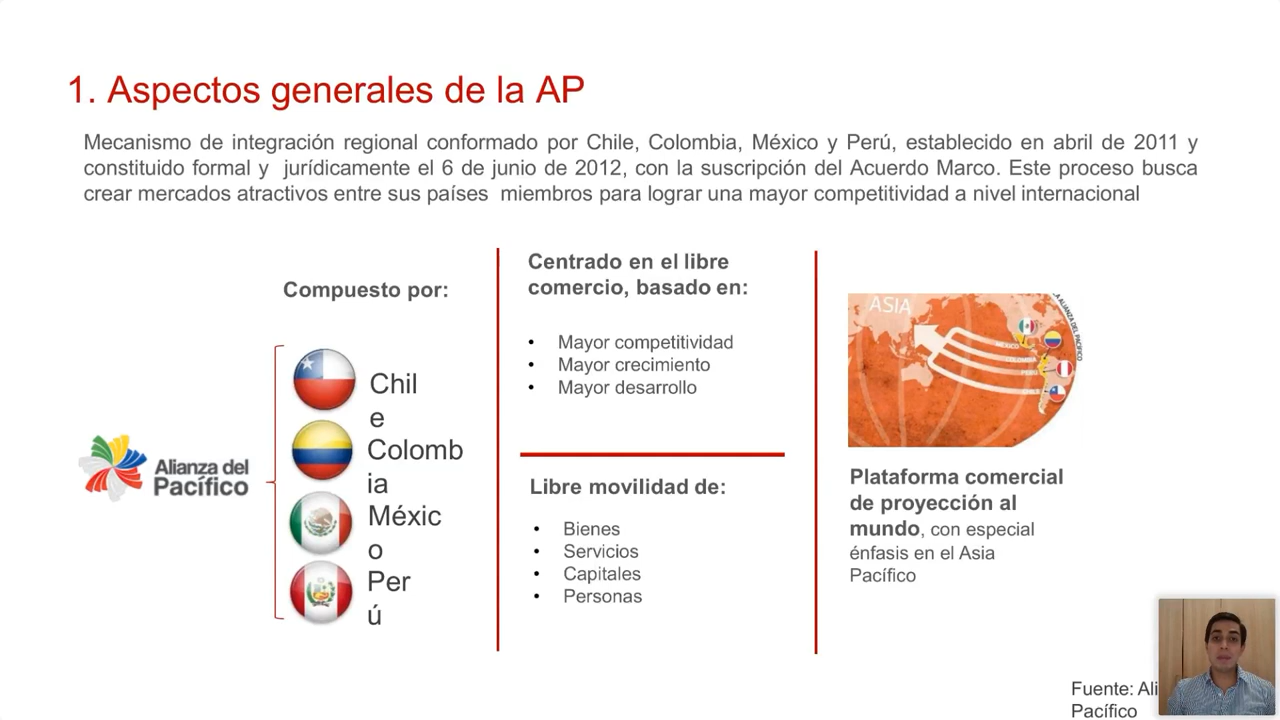 1. Aspectos generales de la AP
Mecanismo de integración regional conformado por Chile, Colombia, México y Perú, establecido en abril de 2011 y
constituido formal y jurídicamente el 6 de junio de 2012, con la suscripción del Acuerdo Marco. Este proceso busca
crear mercados atractivos entre sus países miembros para lograr una mayor competitividad a nivel internacional
Compuesto por:
Alianza del
Pacífico
Chil
e
Colomb
ia
Méxic
o
Per
ú
Centrado en el libre
comercio, basado en:
• Mayor competitividad
• Mayor crecimiento
• Mayor desarrollo
Libre movilidad de:
• Bienes
• Servicios
• Capitales
• Personas
ASIA
MÉXICO
LA ALIANZA DEL PACÍFICO
Plataforma comercial
de proyección al
mundo, con especial
énfasis en el Asia
Pacífico
Fuente: Ali
Pacífico